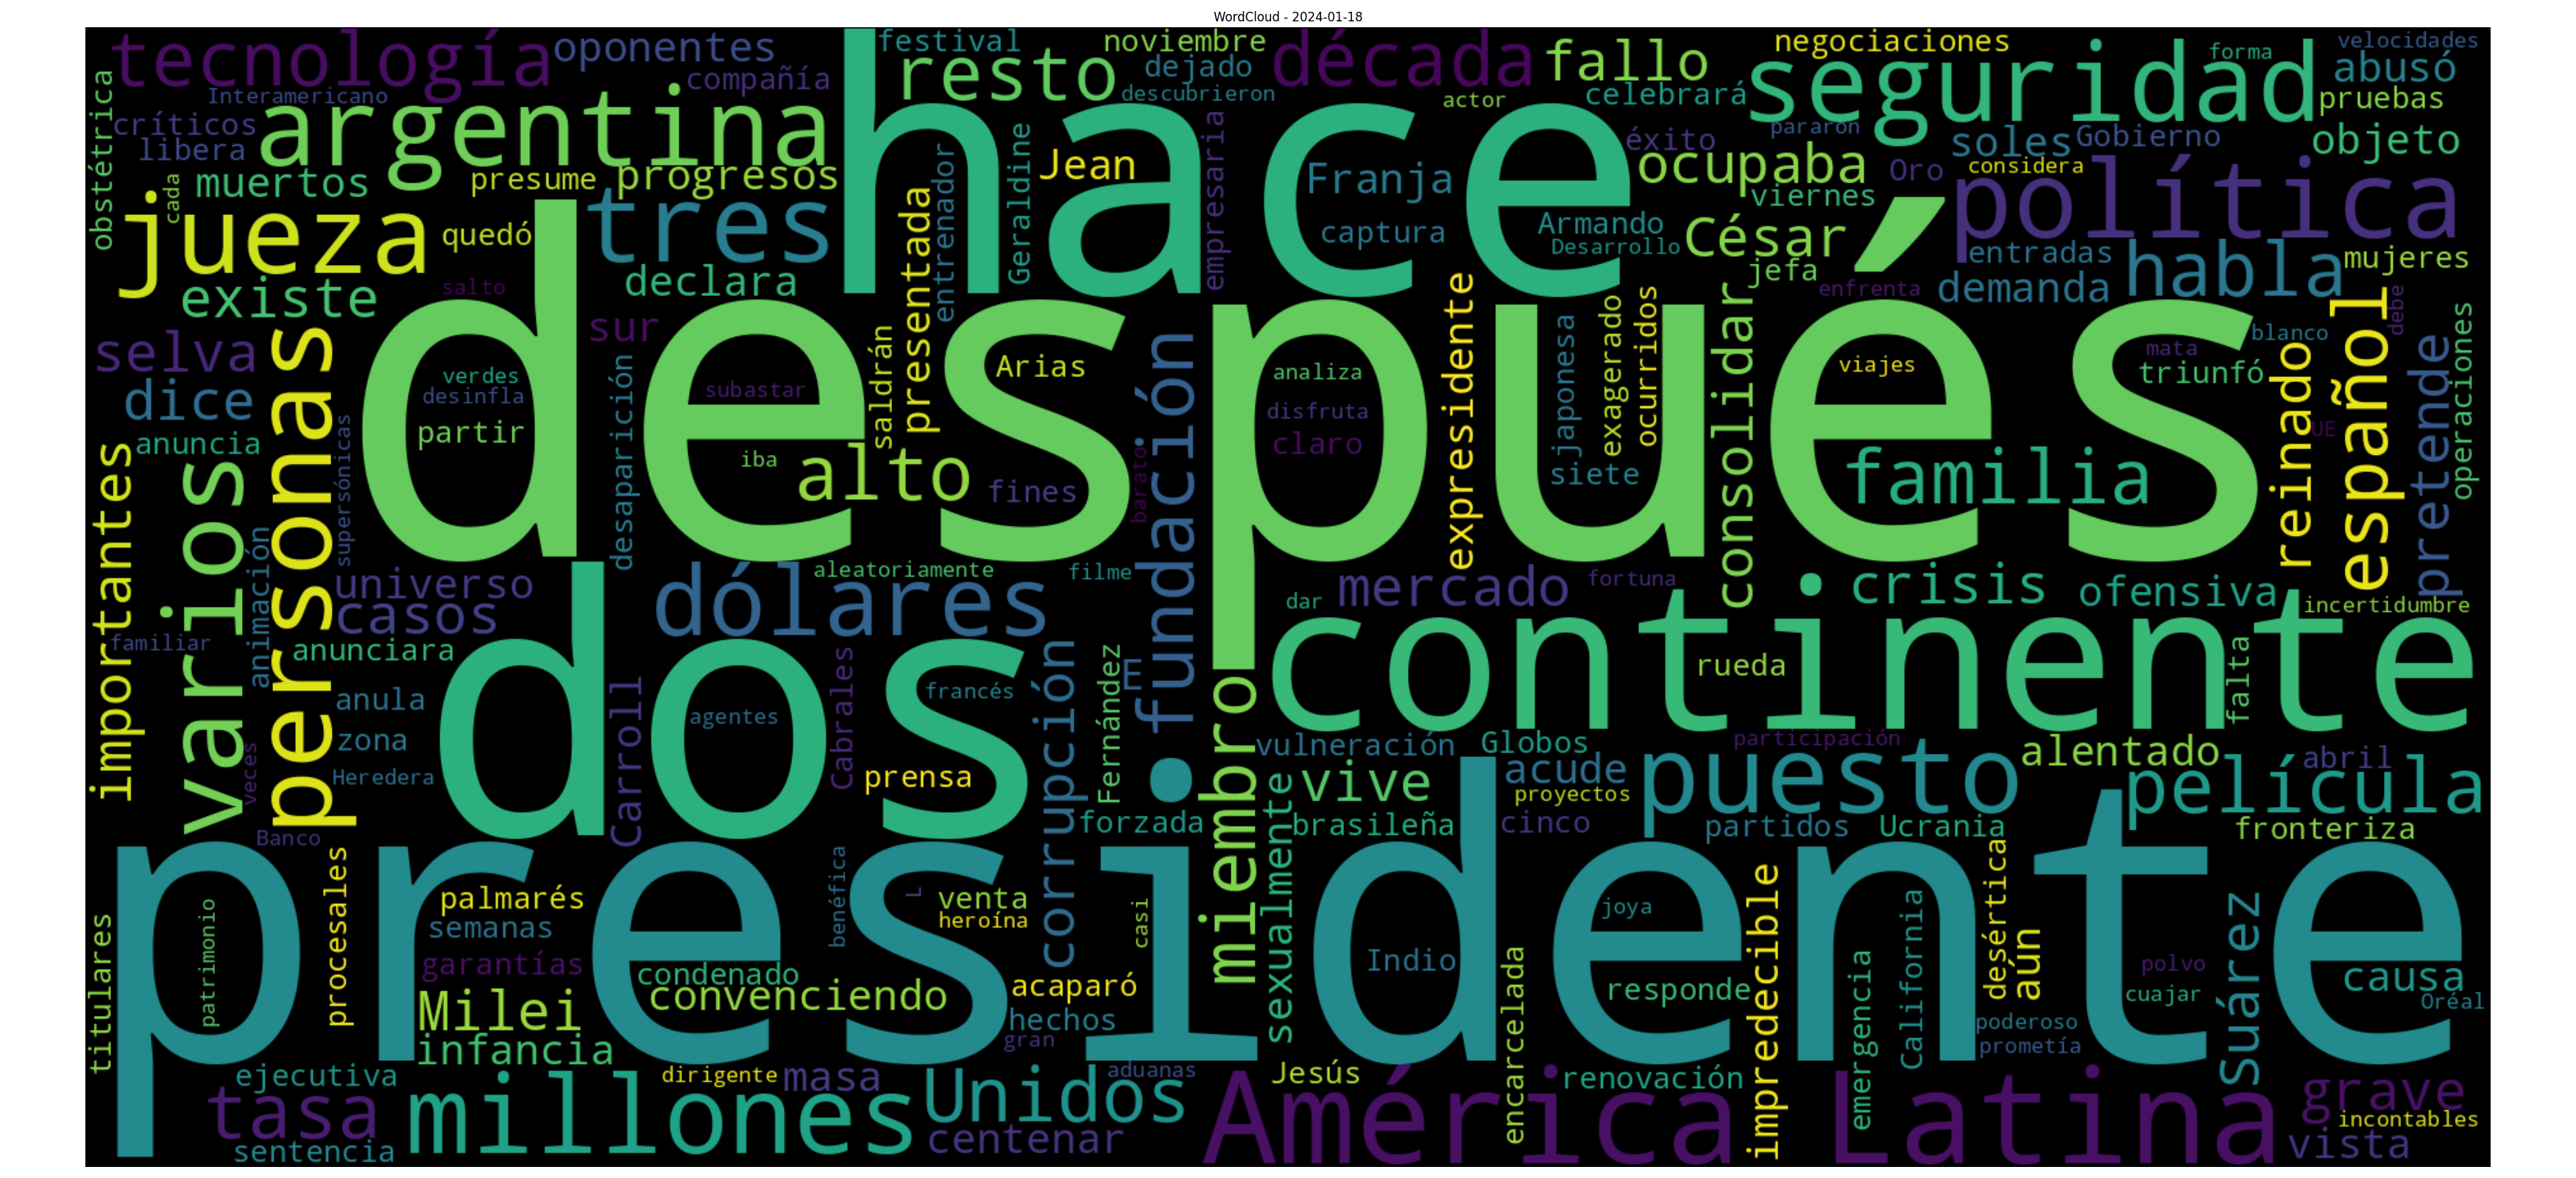 WordCloud - 2024-01-18
tecnología
oponentes
festival
noviembre
década
fallo
negociaciones
forma
velocidades
obstétrica
Interamericano
compañía
hace
resto
dejado
descubrieron
actor
celebrará
seguridad
abusó
pruebas
críticos
argentina
libera
Geraldine
Jean
empresaria
Franja
éxito
pararon
soles
Gobierno
objeto
ocupaba
Oro
considera
cada
muertos
presume
progresos
entrenador
viernes
política
jueza
quedó
tres
presentada
captura
Armando
Desarrollo
César
jefa
entradas
habla
mujeres
existe
salto
declara
enfrenta
demanda
debe
selva
sur
después
expresidente
japonesa
exagerado
ocurridos
consolidar
blanco
español
operaciones
dice
verdes
desinfla
partir
desaparición
subastar
saldrán
Arias
fundación
analiza
disfruta
claro
viajes
mata
triunfó
reinado
pretende
UE
anuncia
personas
supersónicas
iba
alto
fines
barato
siete
familia
importantes
varios
animación
universo
casos
dólares
aleatoriamente
filme
mercado
fortuna
crisis
ofensiva
incertidumbre
dar
continente
familiar
anunciara
dos
Carroll
Cabrales
francés
corrupción
Fernández
E
rueda
falta
anula
agentes
zona
veces
Heredera
prensa
miembro
vulneración
Globos
participación
alentado
abril
sexualmente
vive
acude
proyectos
puesto
película
Banco
forzada
brasileña
cinco
partidos
Ucrania
fronteriza
presidente
titulares
patrimonio
procesales
palmarés
semanas
garantías
benéfica
L
venta
heroína
casi
joya
Indio
impredecible
California
desértica
aún
Suárez
polvo
cuajar
causa
Oréal
condenado
convenciendo
acaparó
responde
encarcelada
emergencia
Milei
infancia
hechos
gran
poderoso
prometía
ejecutiva
dirigente
masa
aduanas
Jesús
renovación
tasa
millones
Unidos
América Latina
grave
incontables
sentencia
centenar
vista